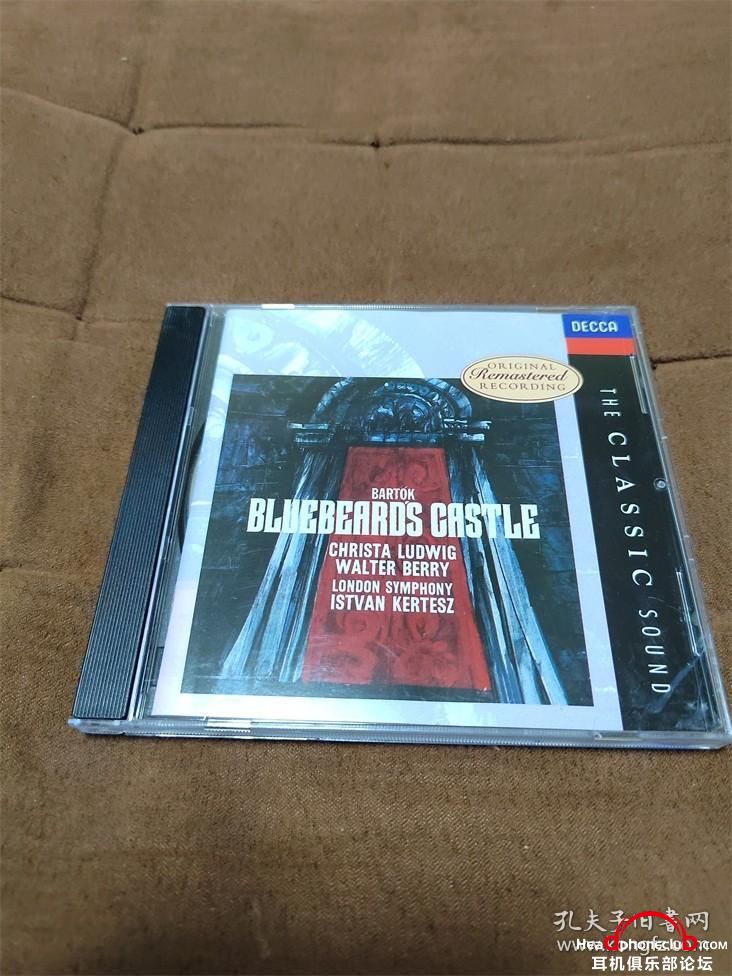 DECCA
ORIGINAL
Remastered
RECORDING
THE CLASSIC SOUND
BARTÓK
BLUEBEARD'S CASTLE
CHRISTA LUDWIG
WALTER BERRY
LONDON SYMPHONY
ISTVAN KERTESZ
孔夫子旧书网
耳机俱乐部论坛